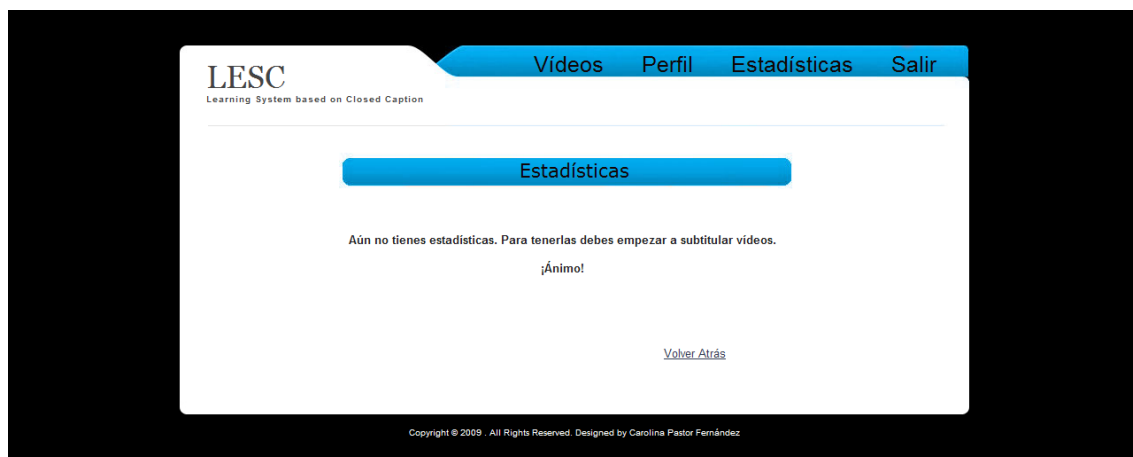 Vídeos Perfil Estadísticas Salir
LESC
Learning System based on Closed Caption
Estadísticas
Aún no tienes estadísticas. Para tenerlas debes empezar a subtitular vídeos.
¡Ánimo!
Volver Atrás
Copyright © 2009 . All Rights Reserved. Designed by Carolina Pastor Fernández